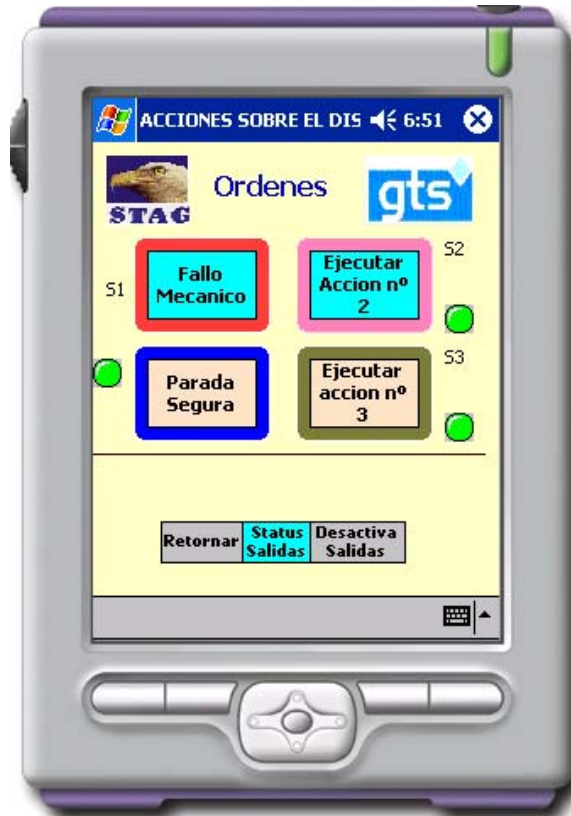 ACCIONES SOBRE EL DIS 6:51
STAG
Ordenes
gts
S1
Fallo
Mecanico
Ejecutar
Accion nº
2
S2
Parada
Segura
Ejecutar
accion nº
3
S3
Retornar
Status
Salidas
Desactiva
Salidas